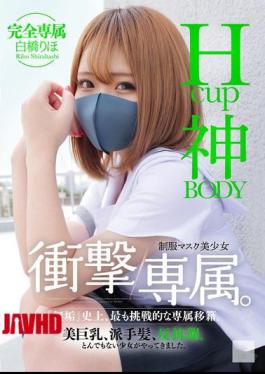 完全専属
白橋りほ
Riho Shirahashi
H
cup
神
BODY
制服マスク美少女
衝撃専属。
史上、最も挑戦的な専属移籍。
美巨乳、派手髪、
とんでもない少女がやってきました。
JAVHD